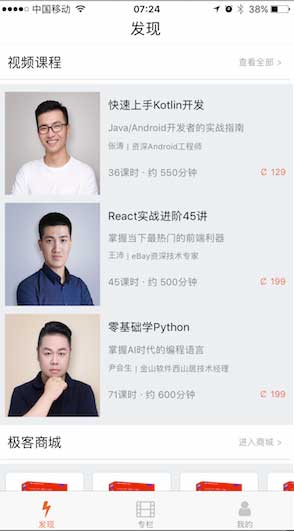 中国移动 07:24 38%
发现
视频课程 查看全部 >
快速上手Kotlin开发
Java/Android开发者的实战指南
张涛 | 资深Android工程师
36课时 · 约 550分钟 ₡ 129
React实战进阶45讲
掌握当下最热门的前端利器
王沛 | eBay资深技术专家
45课时 · 约 500分钟 ₡ 199
零基础学Python
掌握AI时代的编程语言
尹会生 | 金山软件西山居技术经理
71课时 · 约 600分钟 ₡ 199
极客商城 进入商城 >
发现 专栏 我的